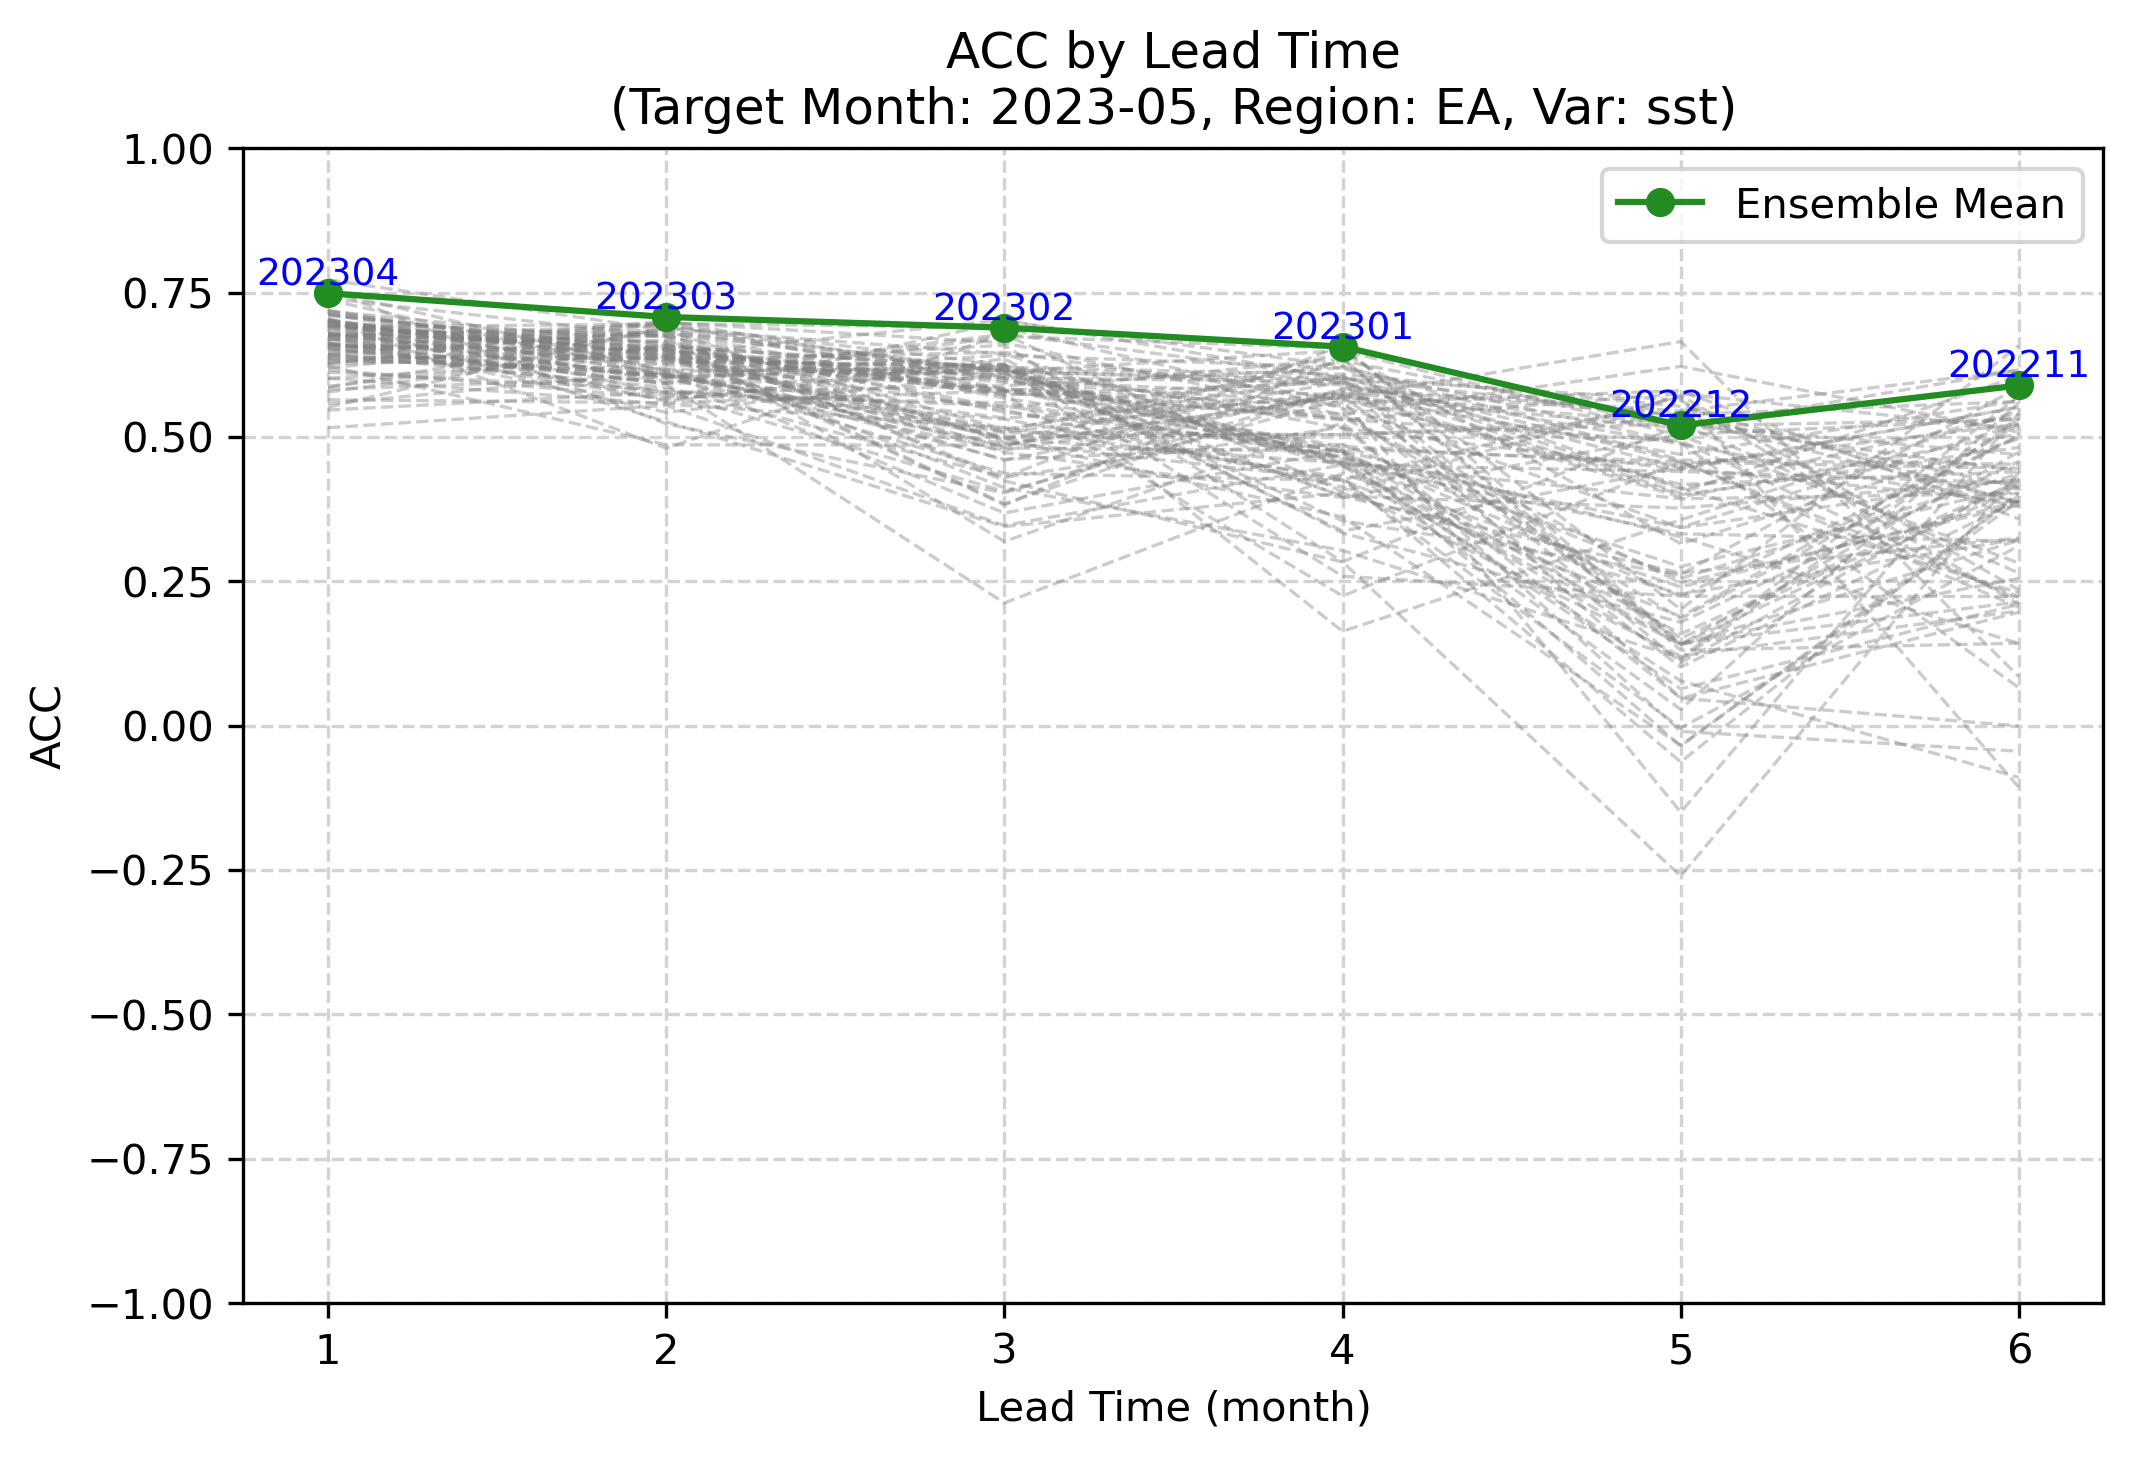 ACC by Lead Time
(Target Month: 2023-05, Region: EA, Var: sst)
Ensemble Mean
1.00
0.75
0.50
0.25
0.00
−0.25
−0.50
−0.75
−1.00
ACC
202304
202303
202302
202301
202212
202211
1 2 3 4 5 6
Lead Time (month)